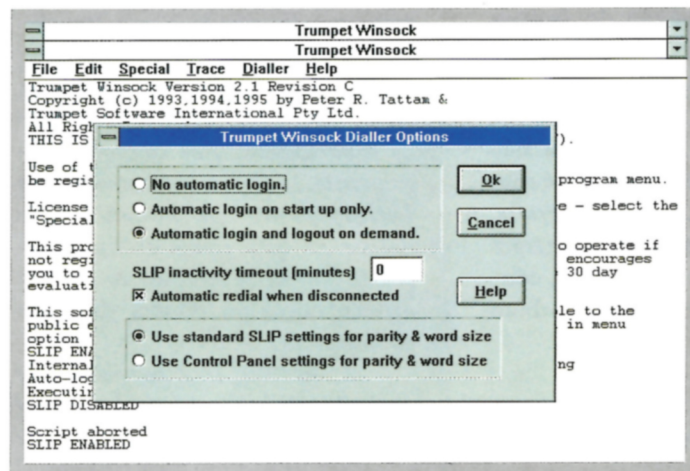 Trumpet Winsock
Trumpet Winsock
File Edit Special Trace Dialler Help
Trumpet Winsock Version 2.1 Revision C
Copyright (c) 1993,1994,1995 by Peter R. Tattam &
Trumpet Software International Pty Ltd.
All
THIS IS ).
Use of
be regis program menu.
License - select the
"Special
This pro o operate if
not regi encourages
you to 30 day
evaluati
This sof le to the
public e in menu
option
SLIP ENA
Internal ng
Auto-log
Executin
SLIP DISABLED
Script aborted
SLIP ENABLED
Trumpet Winsock Dialler Options
No automatic login.
Automatic login on start up only.
Automatic login and logout on demand.
SLIP inactivity timeout (minutes) 0
Automatic redial when disconnected
Use standard SLIP settings for parity & word size
Use Control Panel settings for parity & word size
Ok
Cancel
Help